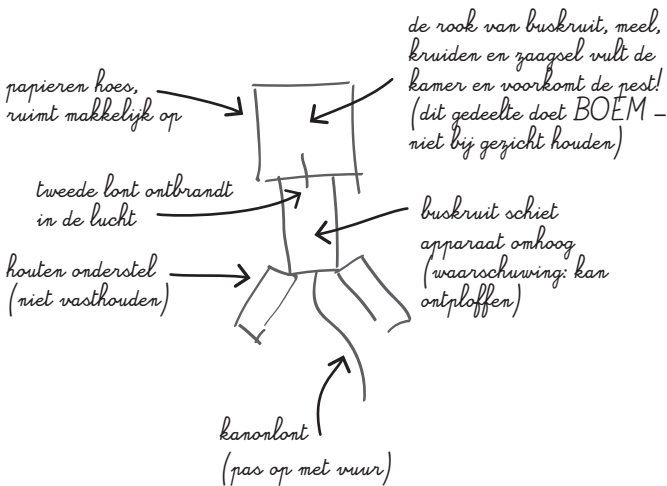 papieren hoes,
ruimt makkelijk op
de rook van buskruit, meel,
kruiden en zaagsel vult de
kamer en voorkomt de pest!
(dit gedeelte doet BOEM –
niet bij gezicht houden)
tweede lont ontbrandt
in de lucht
buskruit schiet
apparaat omhoog
(waarschuwing: kan
ontploffen)
houten onderstel
(niet vasthouden)
kanonlont
(pas op met vuur)